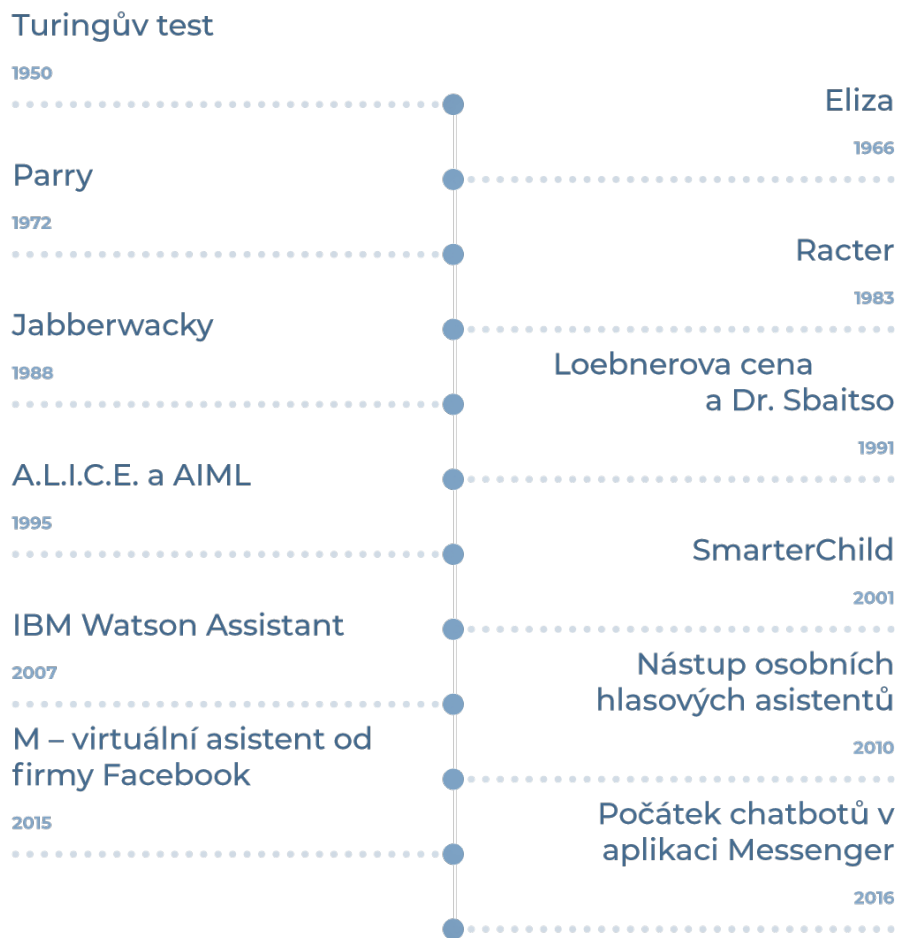 Turingův test
1950
Eliza
1966
Parry
1972
Racter
1983
Jabberwacky
1988
Loebnerova cena
a Dr. Sbaitso
1991
A.L.I.C.E. a AIML
1995
SmarterChild
2001
IBM Watson Assistant
2007
Nástup osobních
hlasových asistentů
2010
M – virtuální asistent od
firmy Facebook
2015
Počátek chatbotů v
aplikaci Messenger
2016